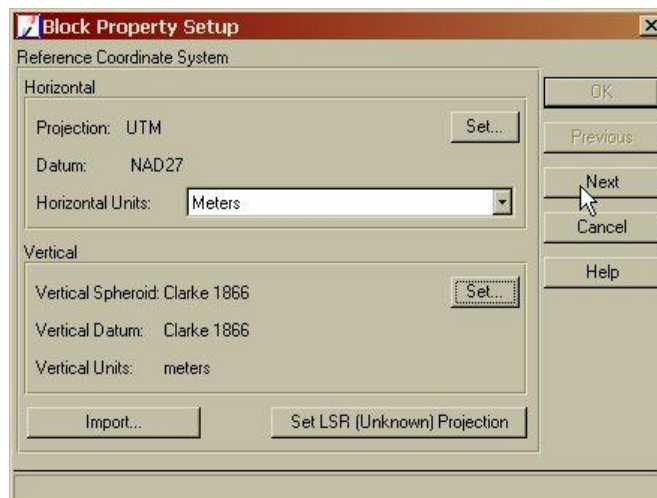 Block Property Setup
Reference Coordinate System
Horizontal
Projection: UTM
Set...
Datum: NAD27
Horizontal Units: Meters
Vertical
Vertical Spheroid: Clarke 1866
Set...
Vertical Datum: Clarke 1866
Vertical Units: meters
Import...
Set LSR (Unknown) Projection
OK
Previous
Next
Cancel
Help